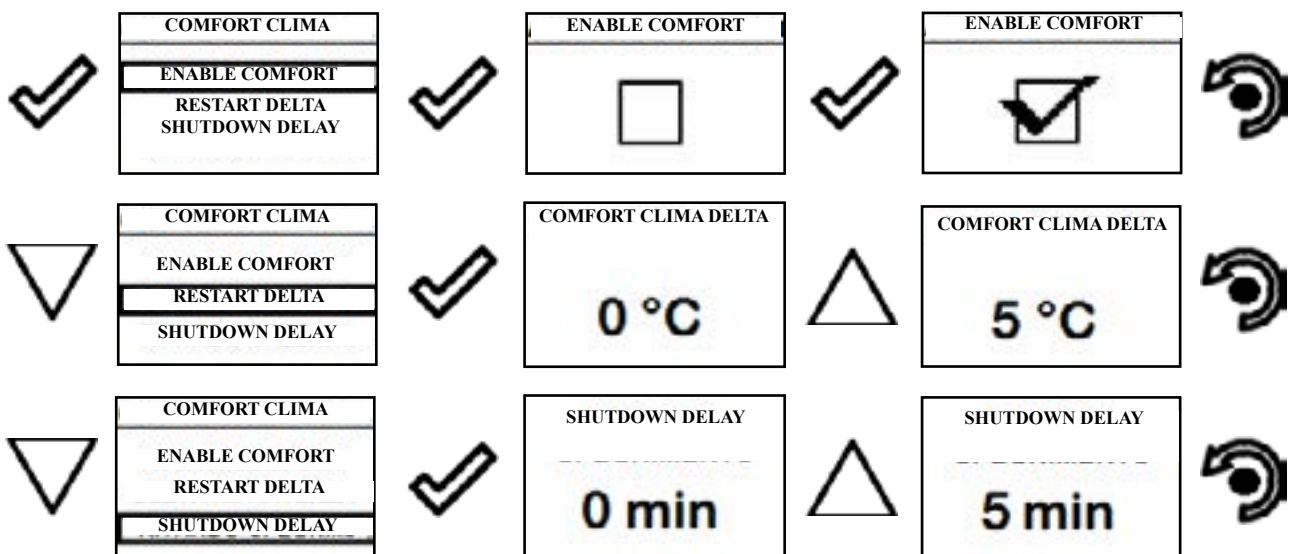 COMFORT CLIMA
ENABLE COMFORT
RESTART DELTA
SHUTDOWN DELAY
ENABLE COMFORT
ENABLE COMFORT
COMFORT CLIMA
ENABLE COMFORT
RESTART DELTA
SHUTDOWN DELAY
COMFORT CLIMA DELTA
0 °C
COMFORT CLIMA DELTA
5 °C
COMFORT CLIMA
ENABLE COMFORT
RESTART DELTA
SHUTDOWN DELAY
SHUTDOWN DELAY
0 min
SHUTDOWN DELAY
5 min